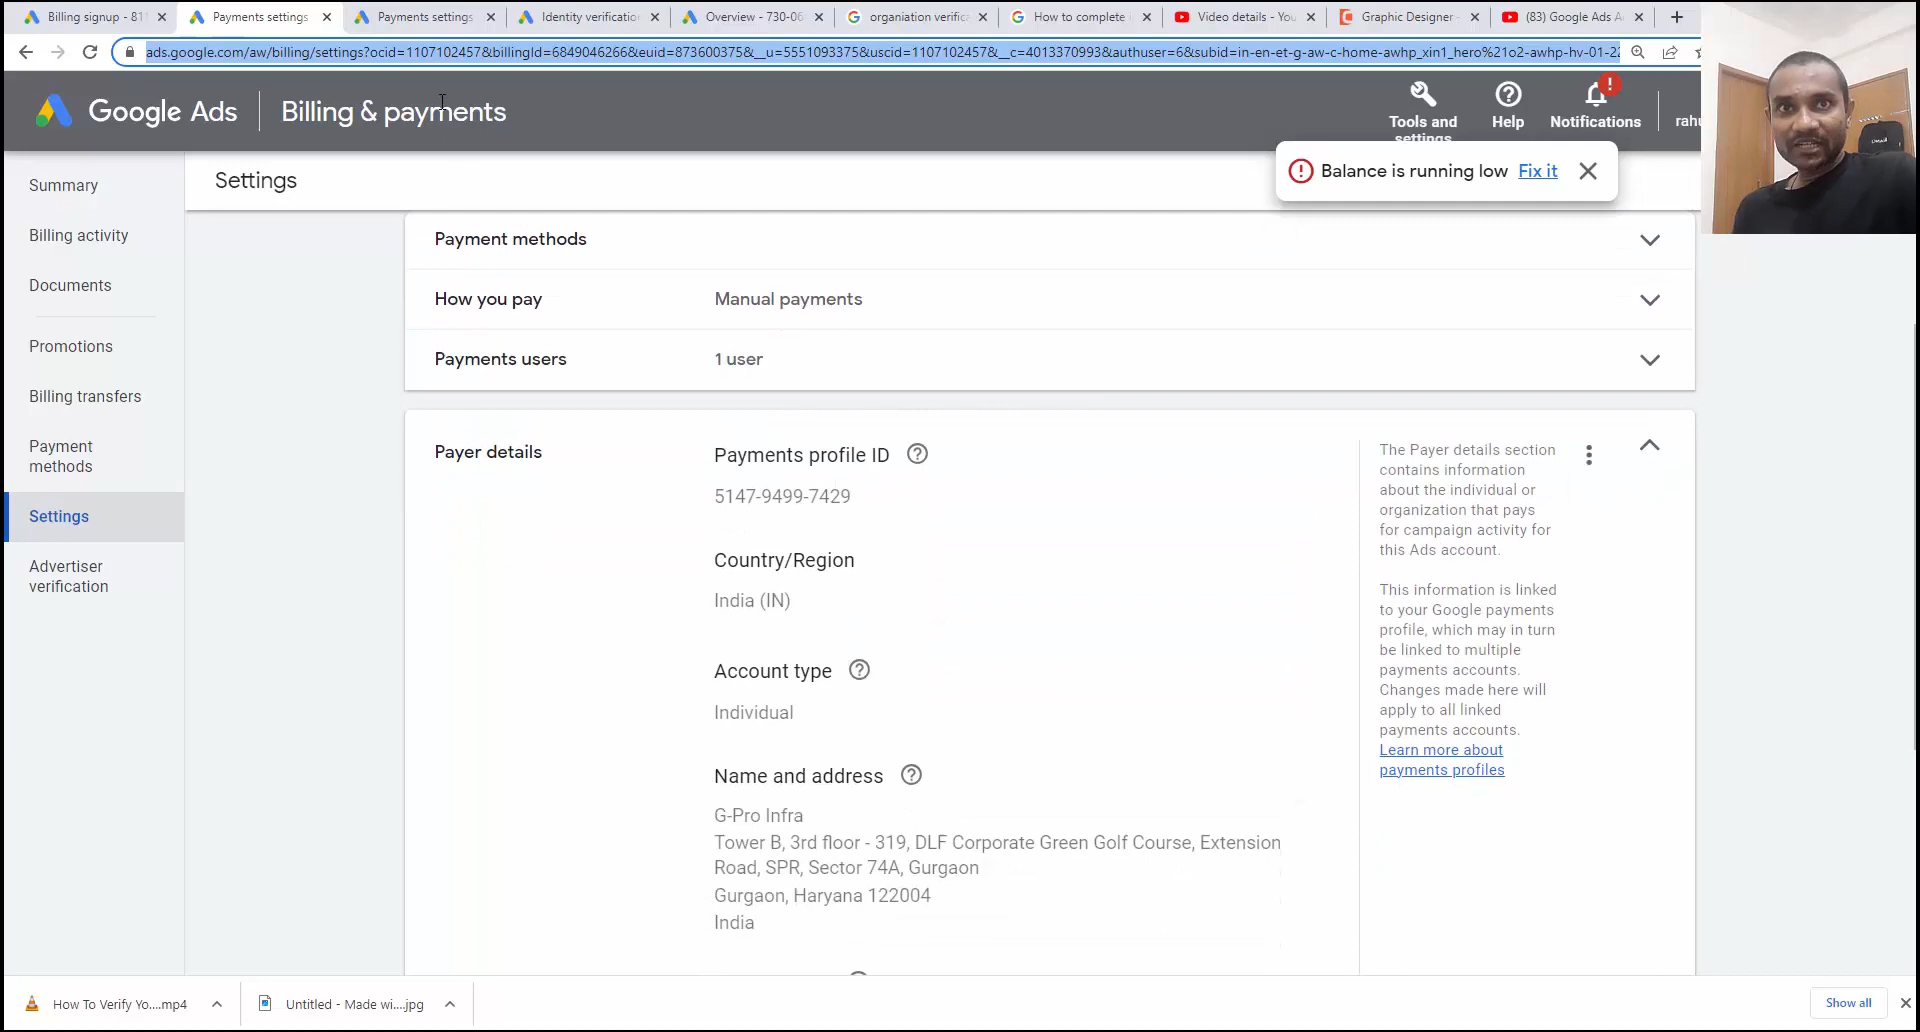 Billing signup - 811
Payments settings
Payments settings
Identity verification
Overview - 730-06
organiation verific
How to complete
Video details - You
Graphic Designer -
(83) Google Ads A
ads.google.com/aw/billing/settings?ocid=1107102457&billingId=6849046266&euid=873600375&__u=5551093375&uscid=1107102457&__c=4013370993&authuser=6&subid=in-en-et-g-aw-c-home-awhp_xin1_hero%21o2-awhp-hv-01-22
Google Ads
Billing & payments
Tools and
settings
Help
!
Notifications
rahu
Balance is running low Fix it
Summary
Billing activity
Documents
Promotions
Billing transfers
Payment
methods
Settings
Advertiser
verification
Settings
Payment methods
How you pay Manual payments
Payments users 1 user
Payer details
Payments profile ID
5147-9499-7429
Country/Region
India (IN)
Account type
Individual
Name and address
G-Pro Infra
Tower B, 3rd floor - 319, DLF Corporate Green Golf Course, Extension
Road, SPR, Sector 74A, Gurgaon
Gurgaon, Haryana 122004
India
The Payer details section
contains information
about the individual or
organization that pays
for campaign activity for
this Ads account.
This information is linked
to your Google payments
profile, which may in turn
be linked to multiple
payments accounts.
Changes made here will
apply to all linked
payments accounts.
Learn more about
payments profiles
How To Verify Yo....mp4
Untitled - Made wi....jpg
Show all